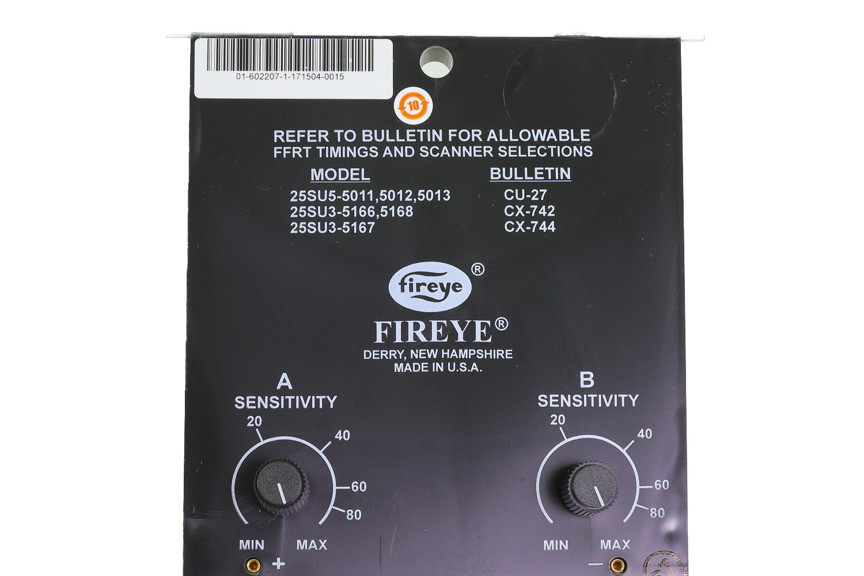 01-602207-1-171504-0015
10
REFER TO BULLETIN FOR ALLOWABLE
FFRT TIMINGS AND SCANNER SELECTIONS
MODEL BULLETIN
25SU5-5011,5012,5013 CU-27
25SU3-5166,5168 CX-742
25SU3-5167 CX-744
fireye ®
FIREYE®
DERRY, NEW HAMPSHIRE
MADE IN U.S.A.
A B
SENSITIVITY SENSITIVITY
20 20
40 40
60 60
80 80
MIN MAX MIN MAX
+ −